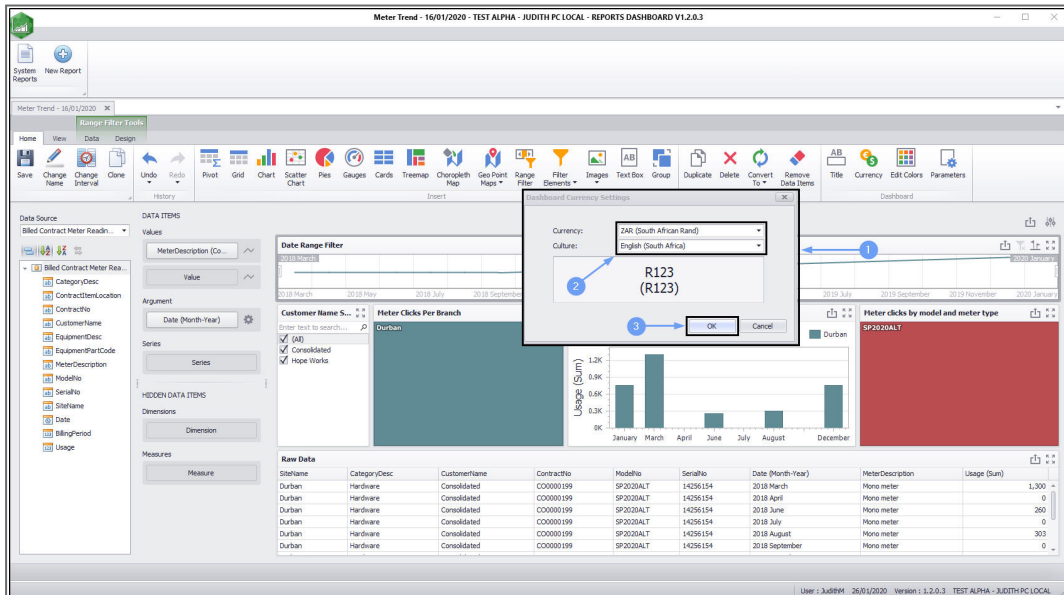 Meter Trend - 16/01/2020 - TEST ALPHA - JUDITH PC LOCAL - REPORTS DASHBOARD V1.2.0.3
System Reports
New Report
Meter Trend - 16/01/2020
Range Filter Tools
Home View Data Design
Save Change Name Change Interval Clone Undo Redo Pivot Grid Chart Scatter Chart Pies Gauges Cards Treemap Choropleth Map Geo Point Maps Range Filter Filter Elements Images Text Box Group Duplicate Delete Convert To Remove Data Items Title Currency Edit Colors Parameters
History Insert Dashboard
Data Source
Billed Contract Meter Readin...
Billed Contract Meter Rea...
CategoryDesc
ContractItemLocation
ContractNo
CustomerName
EquipmentDesc
EquipmentPartCode
MeterDescription
ModelNo
SerialNo
SiteName
Date
BillingPeriod
Usage
DATA ITEMS
Values
MeterDescription (Co...
Value
Argument
Date (Month-Year)
Series
Series
HIDDEN DATA ITEMS
Dimensions
Dimension
Measures
Measure
Dashboard Currency Settings
Currency: ZAR (South African Rand)
Culture: English (South Africa)
R123
(R123)
OK Cancel
1
2
3
Date Range Filter
2018 March 2020 January
2018 March 2018 May 2018 July 2018 September 2019 July 2019 September 2019 November 2020 January
Customer Name S...
Enter text to search...
(All)
Consolidated
Hope Works
Meter Clicks Per Branch
Durban
Durban
Usage (Sum)
1.2K
0.9K
0.6K
0.3K
0K
January March April June July August December
Meter clicks by model and meter type
SP2020ALT
Raw Data
SiteName CategoryDesc CustomerName ContractNo ModelNo SerialNo Date (Month-Year) MeterDescription Usage (Sum)
Durban Hardware Consolidated CO0000199 SP2020ALT 14256154 2018 March Mono meter 1,300
Durban Hardware Consolidated CO0000199 SP2020ALT 14256154 2018 April Mono meter 0
Durban Hardware Consolidated CO0000199 SP2020ALT 14256154 2018 June Mono meter 260
Durban Hardware Consolidated CO0000199 SP2020ALT 14256154 2018 July Mono meter 0
Durban Hardware Consolidated CO0000199 SP2020ALT 14256154 2018 August Mono meter 303
Durban Hardware Consolidated CO0000199 SP2020ALT 14256154 2018 September Mono meter 0
User : JudithM 26/01/2020 Version : 1.2.0.3 TEST ALPHA - JUDITH PC LOCAL